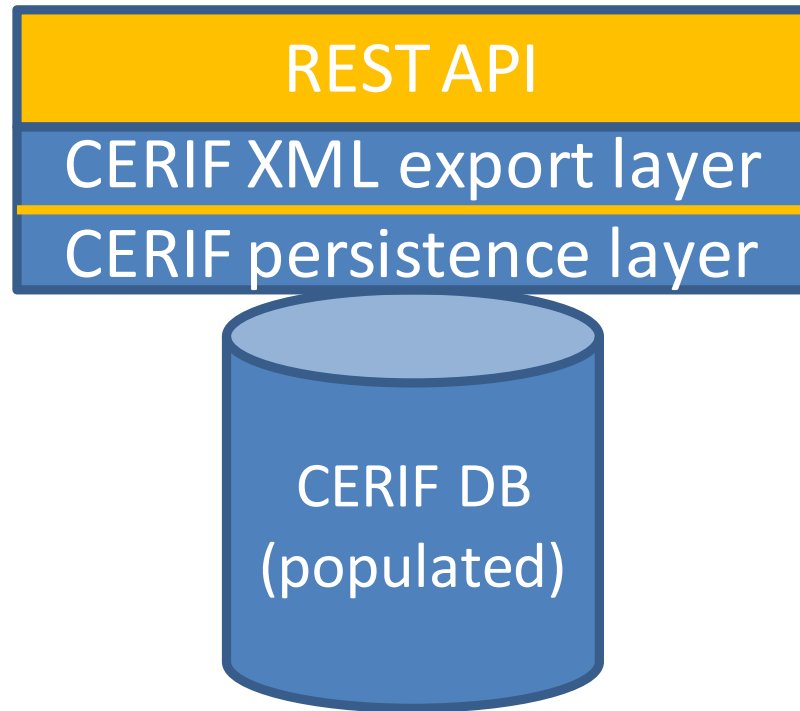 REST API
CERIF XML export layer
CERIF persistence layer
CERIF DB
(populated)